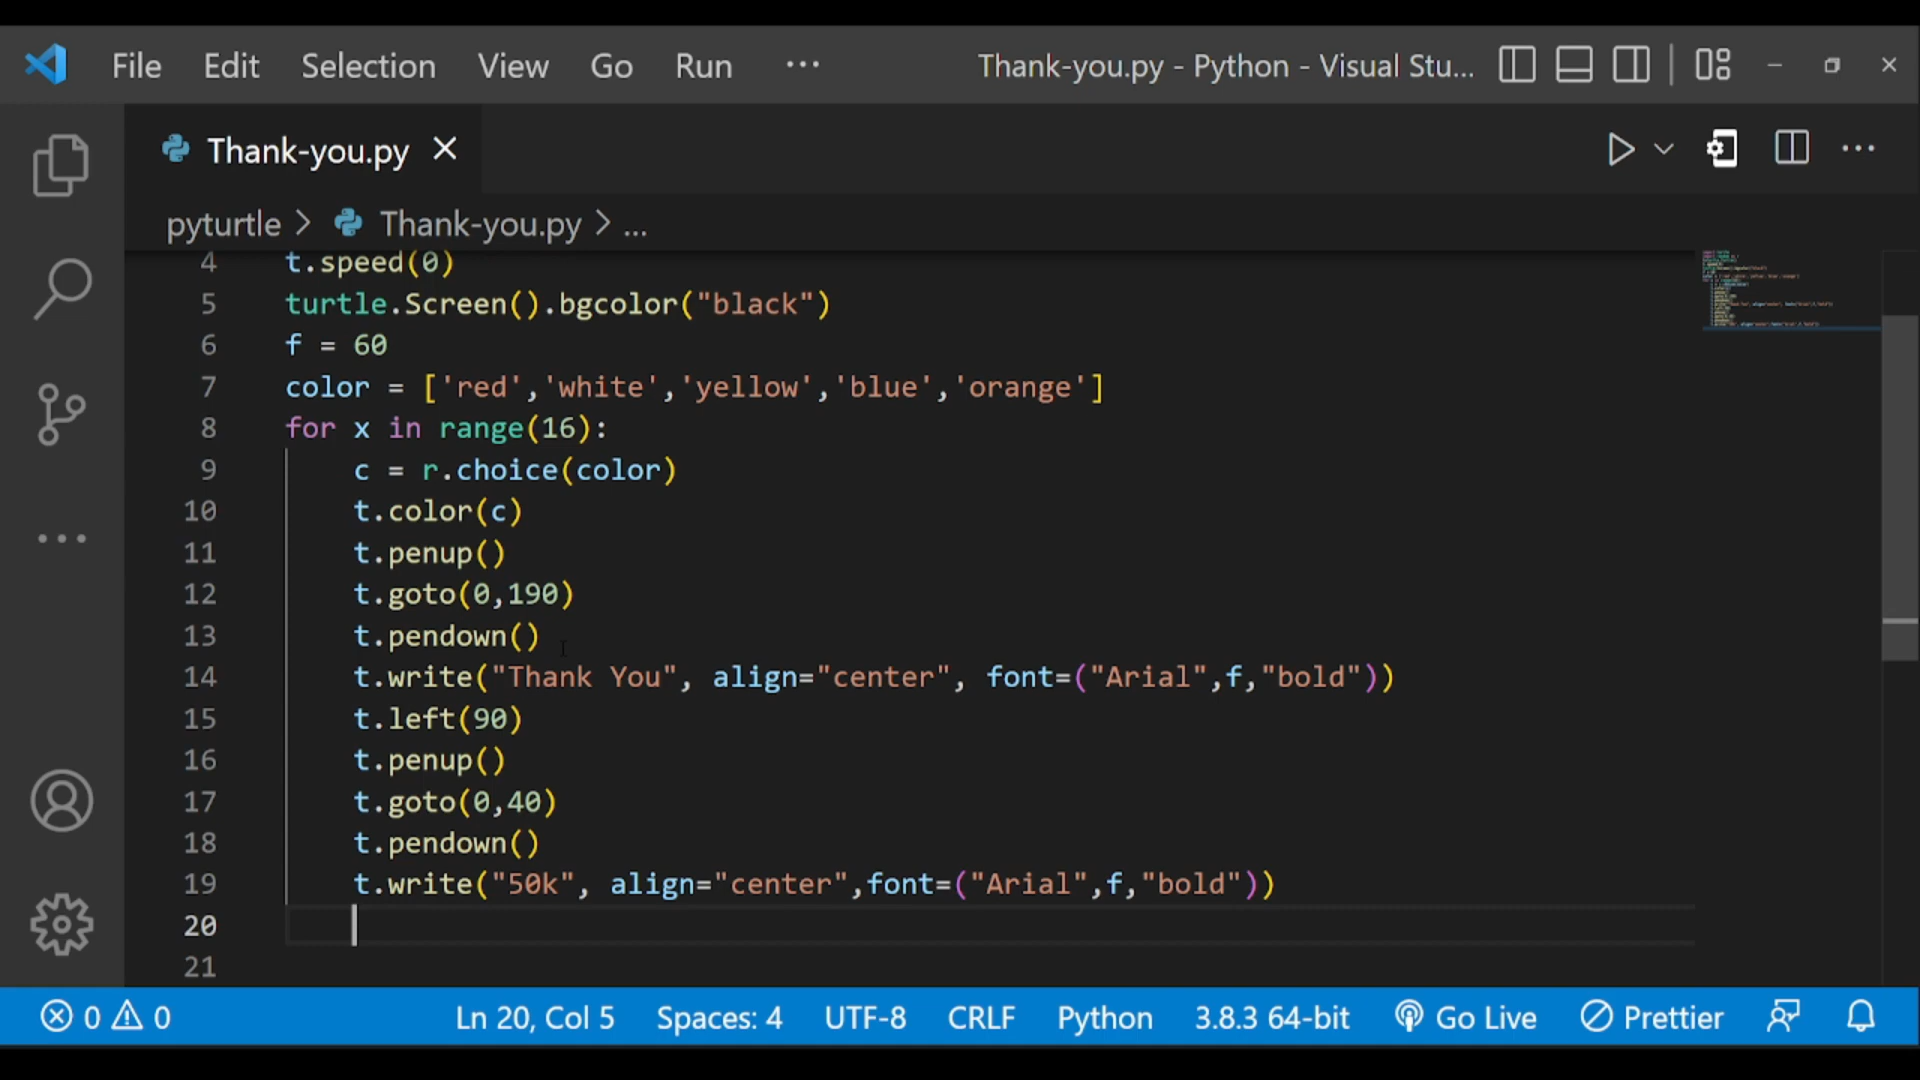 File Edit Selection View Go Run ··· Thank-you.py - Python - Visual Stu...
Thank-you.py
pyturtle > Thank-you.py > ...
4 t.speed(0)
5 turtle.Screen().bgcolor("black")
6 f = 60
7 color = ['red','white','yellow','blue','orange']
8 for x in range(16):
9     c = r.choice(color)
10     t.color(c)
11     t.penup()
12     t.goto(0,190)
13     t.pendown()
14     t.write("Thank You", align="center", font=("Arial",f,"bold"))
15     t.left(90)
16     t.penup()
17     t.goto(0,40)
18     t.pendown()
19     t.write("50k", align="center",font=("Arial",f,"bold"))
20
21
0 0 Ln 20, Col 5 Spaces: 4 UTF-8 CRLF Python 3.8.3 64-bit Go Live Prettier